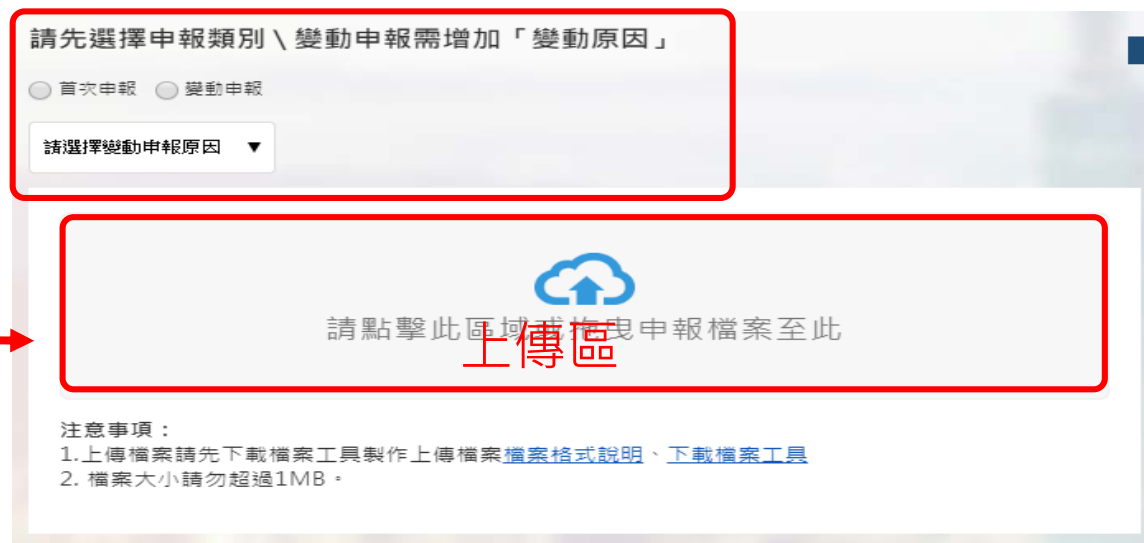 請先選擇申報類別 \ 變動申報需增加「變動原因」
首次申報 變動申報
請選擇變動申報原因 ▼
請點擊此區域或拖曳申報檔案至此
上傳區
注意事項：
1.上傳檔案請先下載檔案工具製作上傳檔案檔案格式說明、下載檔案工具
2. 檔案大小請勿超過1MB。